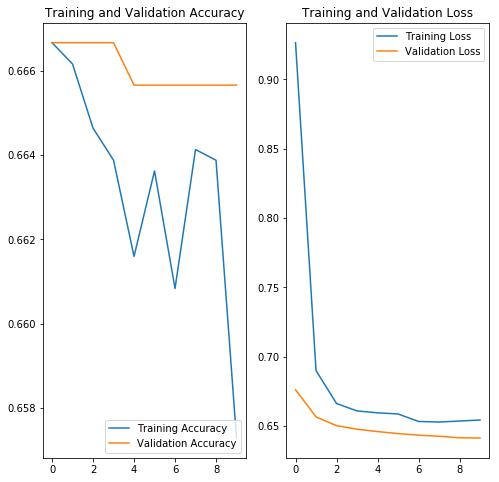 Training and Validation Accuracy
0.666
0.664
0.662
0.660
0.658
0 2 4 6 8
Training Accuracy
Validation Accuracy
Training and Validation Loss
0.90
0.85
0.80
0.75
0.70
0.65
0 2 4 6 8
Training Loss
Validation Loss